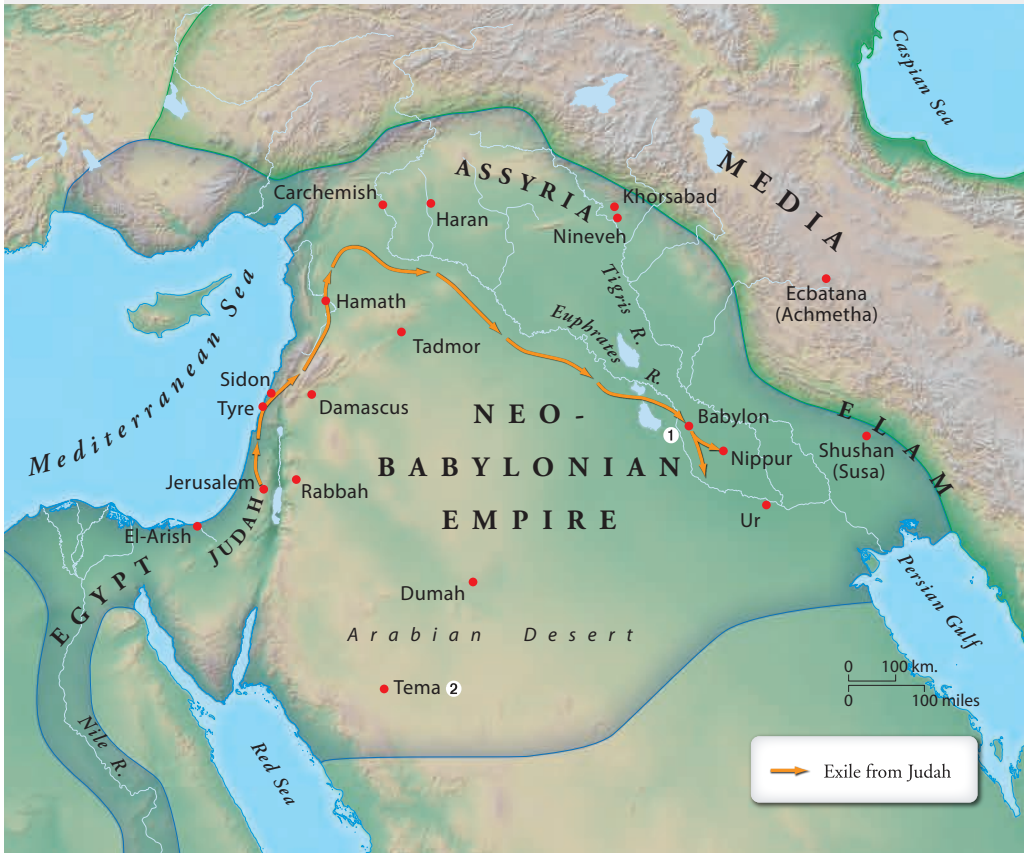 Caspian Sea
MEDIA
ASSYRIA
Carchemish
Haran
Khorsabad
Nineveh
Ecbatana
(Achmetha)
Tigris R.
Euphrates R.
Hamath
Tadmor
Mediterranean Sea
Sidon
Tyre
Damascus
NEO-
BABYLONIAN
EMPIRE
Babylon
1
Nippur
ELAM
Shushan
(Susa)
Jerusalem
Rabbah
Ur
El-Arish
JUDAH
EGYPT
Dumah
Arabian Desert
Persian Gulf
Tema 2
0 100 km.
0 100 miles
Nile R.
Red Sea
Exile from Judah